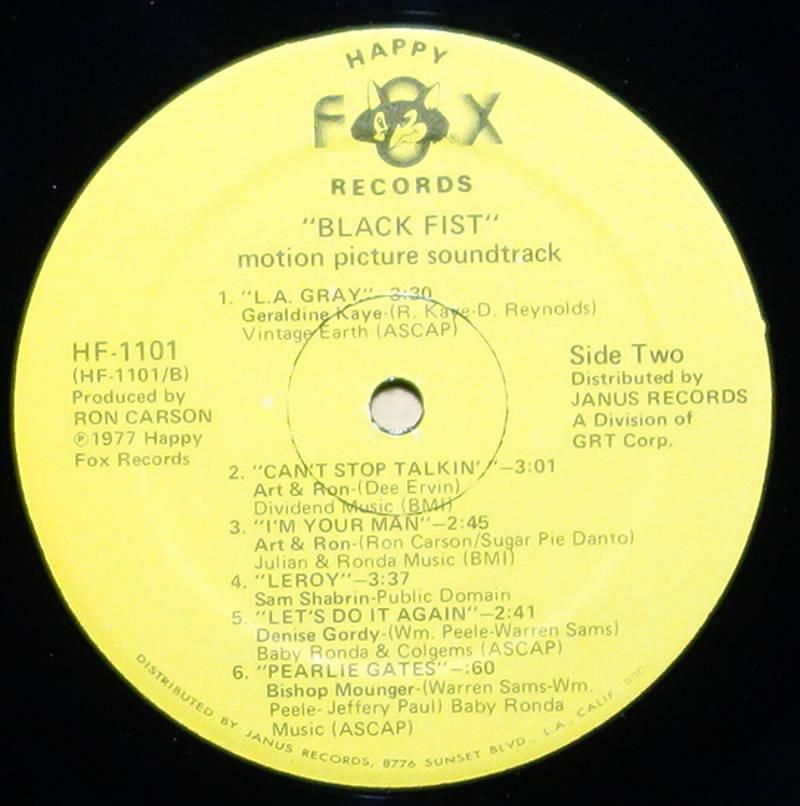 HAPPY
FOX
RECORDS
"BLACK FIST"
motion picture soundtrack
1. "L.A. GRAY"—3:30
Geraldine Kaye-(R. Kaye-D. Reynolds)
Vintage Earth (ASCAP)
HF-1101
(HF-1101/B)
Produced by
RON CARSON
℗1977 Happy
Fox Records
Side Two
Distributed by
JANUS RECORDS
A Division of
GRT Corp.
2. "CAN'T STOP TALKIN'"—3:01
Art & Ron-(Dee Ervin)
Dividend Music (BMI)
3. "I'M YOUR MAN"—2:45
Art & Ron-(Ron Carson/Sugar Pie Danto)
Julian & Ronda Music (BMI)
4. "LEROY"—3:37
Sam Shabrin-Public Domain
5. "LET'S DO IT AGAIN"—2:41
Denise Gordy-(Wm. Peele-Warren Sams)
Baby Ronda & Colgems (ASCAP)
6. "PEARLIE GATES"—:60
Bishop Mounger-(Warren Sams-Wm.
Peele- Jeffery Paul) Baby Ronda
Music (ASCAP)
DISTRIBUTED BY JANUS RECORDS, 8776 SUNSET BLVD., L.A., CALIF.